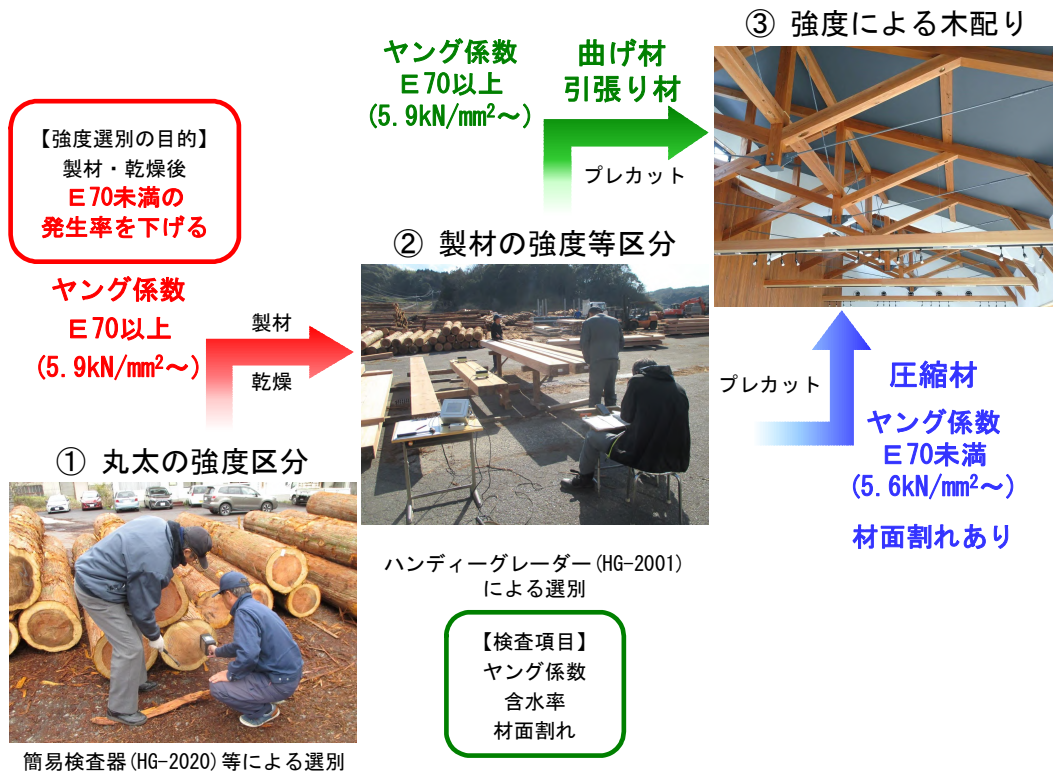 【強度選別の目的】
製材・乾燥後
E70未満の
発生率を下げる
ヤング係数
E70以上
(5.9kN/mm²～)
製材
乾燥
① 丸太の強度区分
簡易検査器(HG-2020)等による選別
ヤング係数
E70以上
(5.9kN/mm²～)
曲げ材
引張り材
プレカット
② 製材の強度等区分
ハンディーグレーダー(HG-2001)
による選別
【検査項目】
ヤング係数
含水率
材面割れ
③ 強度による木配り
プレカット
圧縮材
ヤング係数
E70未満
(5.6kN/mm²～)
材面割れあり